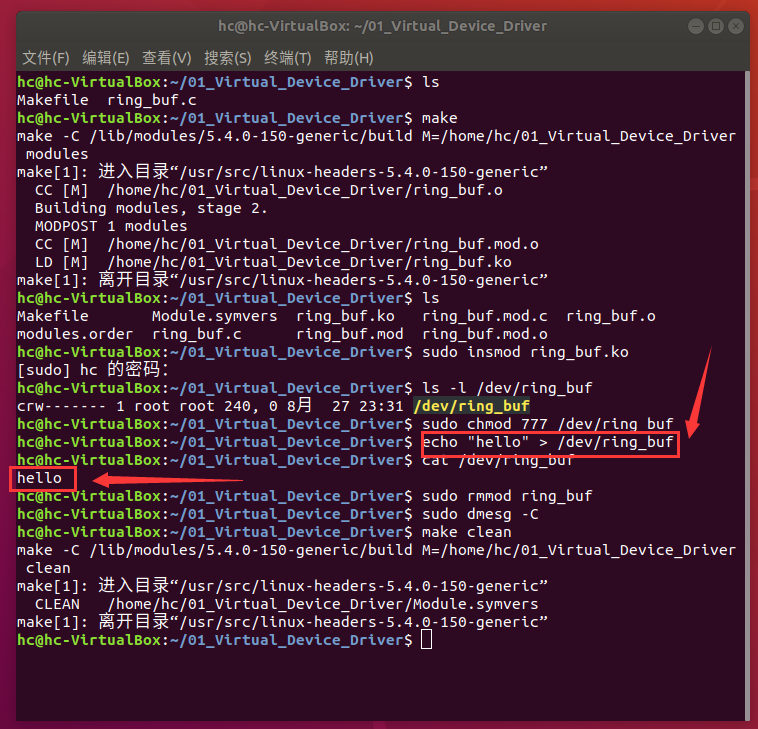 hc@hc-VirtualBox: ~/01_Virtual_Device_Driver
文件(F) 编辑(E) 查看(V) 搜索(S) 终端(T) 帮助(H)
hc@hc-VirtualBox:~/01_Virtual_Device_Driver$ ls
Makefile  ring_buf.c
hc@hc-VirtualBox:~/01_Virtual_Device_Driver$ make
make -C /lib/modules/5.4.0-150-generic/build M=/home/hc/01_Virtual_Device_Driver
 modules
make[1]: 进入目录“/usr/src/linux-headers-5.4.0-150-generic”
  CC [M]  /home/hc/01_Virtual_Device_Driver/ring_buf.o
  Building modules, stage 2.
  MODPOST 1 modules
  CC [M]  /home/hc/01_Virtual_Device_Driver/ring_buf.mod.o
  LD [M]  /home/hc/01_Virtual_Device_Driver/ring_buf.ko
make[1]: 离开目录“/usr/src/linux-headers-5.4.0-150-generic”
hc@hc-VirtualBox:~/01_Virtual_Device_Driver$ ls
Makefile       Module.symvers  ring_buf.ko   ring_buf.mod.c  ring_buf.o
modules.order  ring_buf.c      ring_buf.mod  ring_buf.mod.o
hc@hc-VirtualBox:~/01_Virtual_Device_Driver$ sudo insmod ring_buf.ko
[sudo] hc 的密码：
hc@hc-VirtualBox:~/01_Virtual_Device_Driver$ ls -l /dev/ring_buf
crw------- 1 root root 240, 0 8月  27 23:31 /dev/ring_buf
hc@hc-VirtualBox:~/01_Virtual_Device_Driver$ sudo chmod 777 /dev/ring_buf
hc@hc-VirtualBox:~/01_Virtual_Device_Driver$ echo "hello" > /dev/ring_buf
hc@hc-VirtualBox:~/01_Virtual_Device_Driver$ cat /dev/ring_buf
hello
hc@hc-VirtualBox:~/01_Virtual_Device_Driver$ sudo rmmod ring_buf
hc@hc-VirtualBox:~/01_Virtual_Device_Driver$ sudo dmesg -C
hc@hc-VirtualBox:~/01_Virtual_Device_Driver$ make clean
make -C /lib/modules/5.4.0-150-generic/build M=/home/hc/01_Virtual_Device_Driver
 clean
make[1]: 进入目录“/usr/src/linux-headers-5.4.0-150-generic”
  CLEAN   /home/hc/01_Virtual_Device_Driver/Module.symvers
make[1]: 离开目录“/usr/src/linux-headers-5.4.0-150-generic”
hc@hc-VirtualBox:~/01_Virtual_Device_Driver$